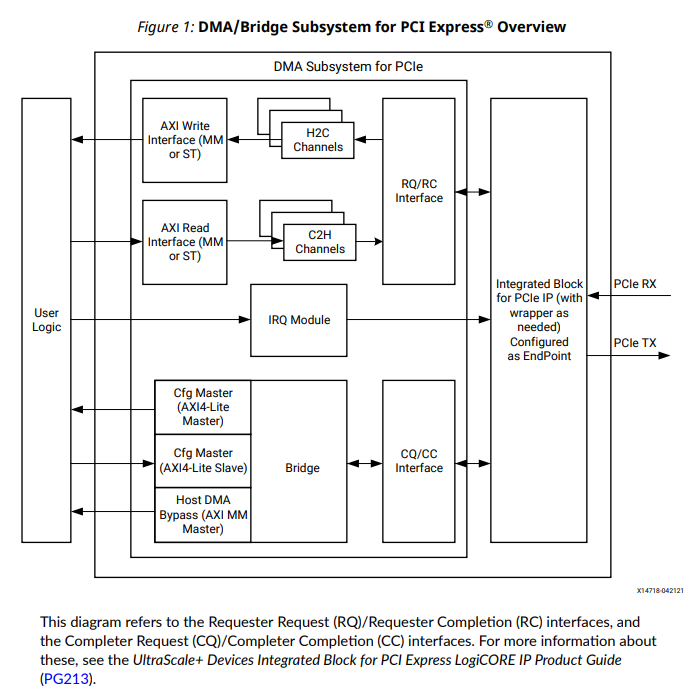 Figure 1: DMA/Bridge Subsystem for PCI Express® Overview
DMA Subsystem for PCIe
AXI Write
Interface (MM
or ST)
H2C
Channels
RQ/RC
Interface
AXI Read
Interface (MM
or ST)
C2H
Channels
User
Logic
IRQ Module
Integrated Block
for PCIe IP (with
wrapper as
needed)
Configured
as EndPoint
PCIe RX
PCIe TX
Cfg Master
(AXI4-Lite
Master)
Cfg Master
(AXI4-Lite Slave)
Host DMA
Bypass (AXI MM
Master)
Bridge
CQ/CC
Interface
X14718-042121
This diagram refers to the Requester Request (RQ)/Requester Completion (RC) interfaces, and
the Completer Request (CQ)/Completer Completion (CC) interfaces. For more information about
these, see the UltraScale+ Devices Integrated Block for PCI Express LogiCORE IP Product Guide
(PG213).